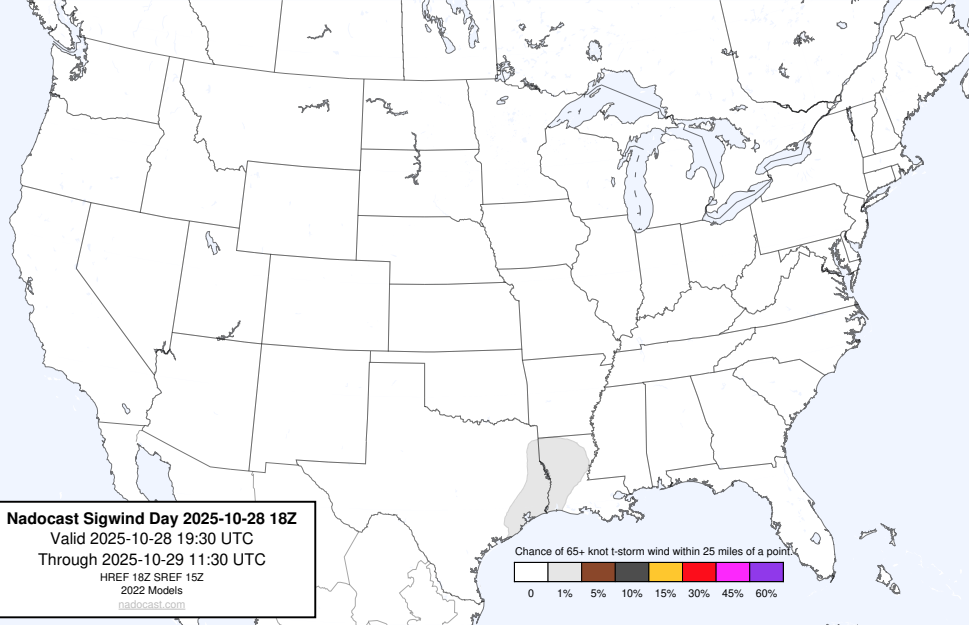 Nadocast Sigwind Day 2025-10-28 18Z
Valid 2025-10-28 19:30 UTC
Through 2025-10-29 11:30 UTC
HREF 18Z SREF 15Z
2022 Models
nadocast.com
Chance of 65+ knot t-storm wind within 25 miles of a point.
0 1% 5% 10% 15% 30% 45% 60%